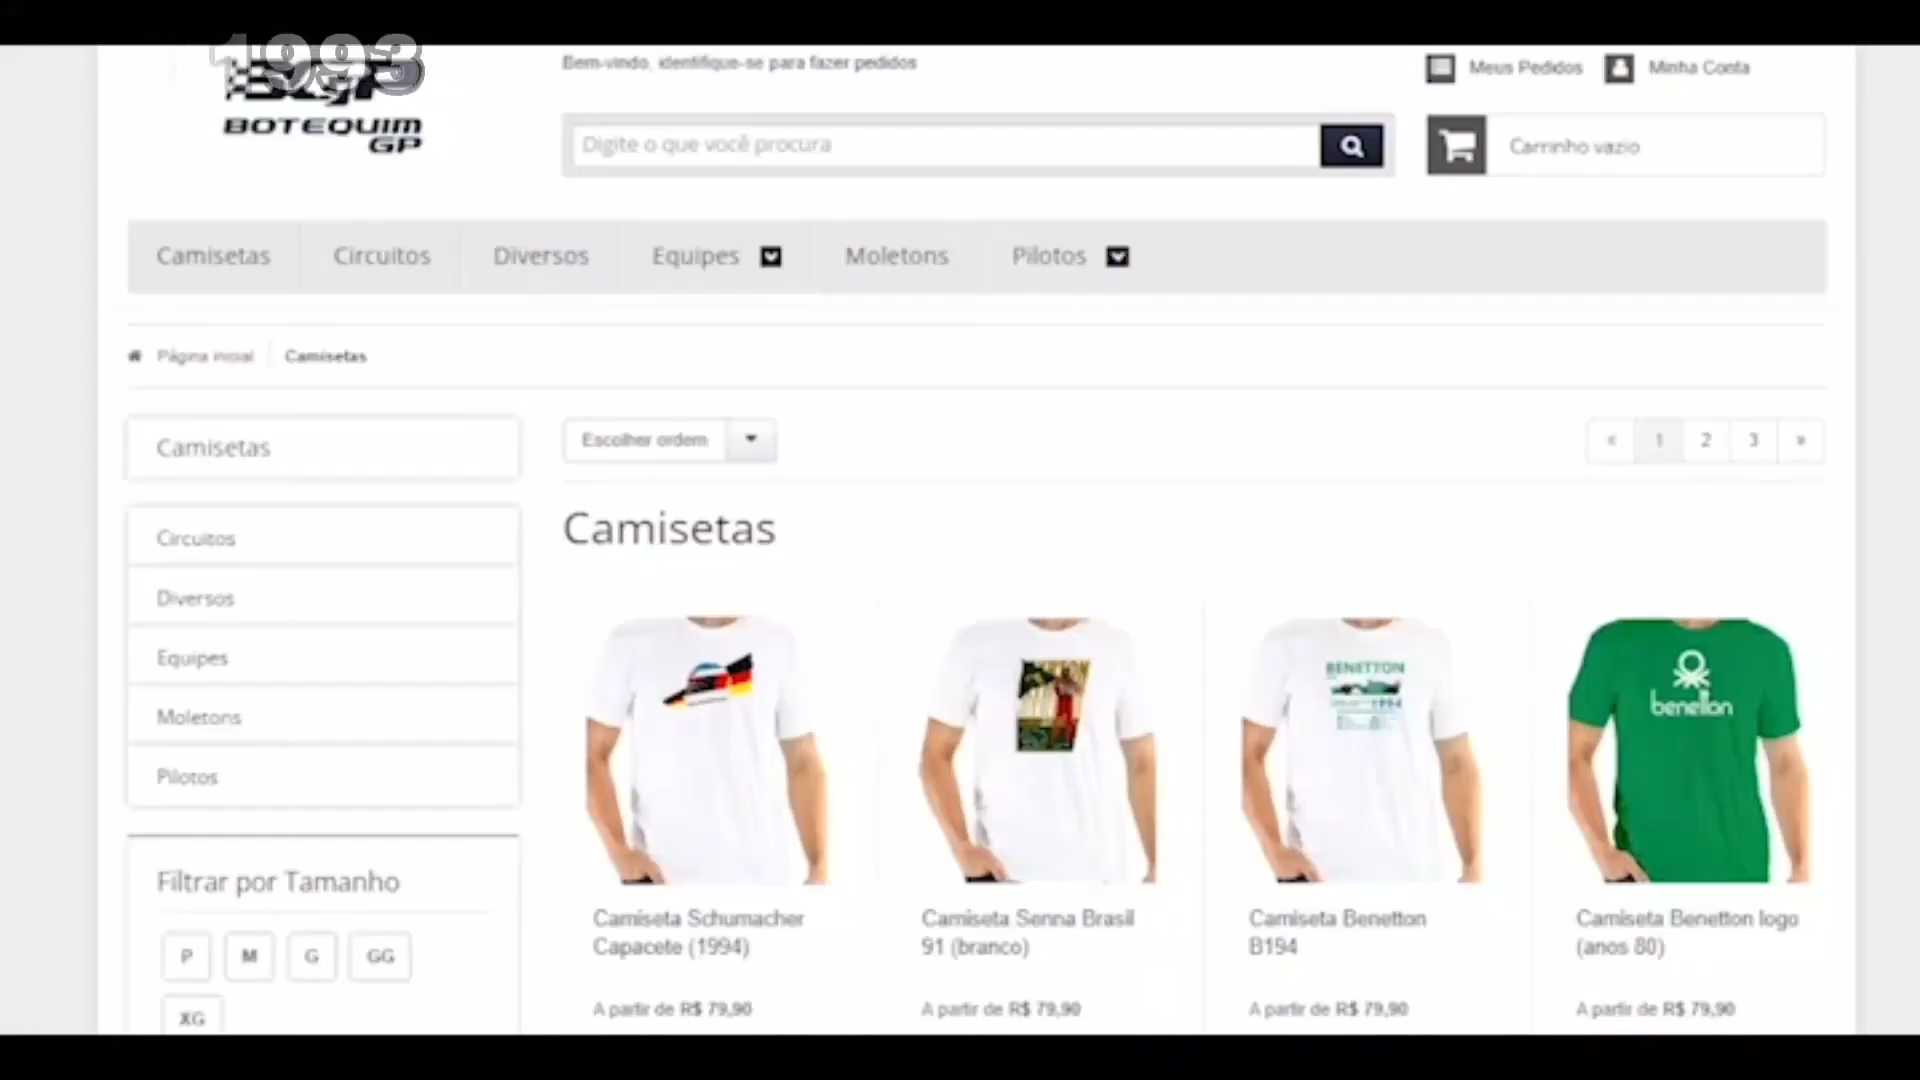 1993
BGP
BOTEQUIM
GP
Bem-vindo, identifique-se para fazer pedidos
Meus Pedidos
Minha Conta
Digite o que você procura
Carrinho vazio
Camisetas
Circuitos
Diversos
Equipes
Moletons
Pilotos
Página inicial
Camisetas
Camisetas
Escolher ordem
« 1 2 3 »
Circuitos
Diversos
Equipes
Moletons
Pilotos
Filtrar por Tamanho
P M G GG
XG
Camisetas
BENETTON
1994
benetton
Camiseta Schumacher
Capacete (1994)
A partir de R$ 79,90
Camiseta Senna Brasil
91 (branco)
A partir de R$ 79,90
Camiseta Benetton
B194
A partir de R$ 79,90
Camiseta Benetton logo
(anos 80)
A partir de R$ 79,90